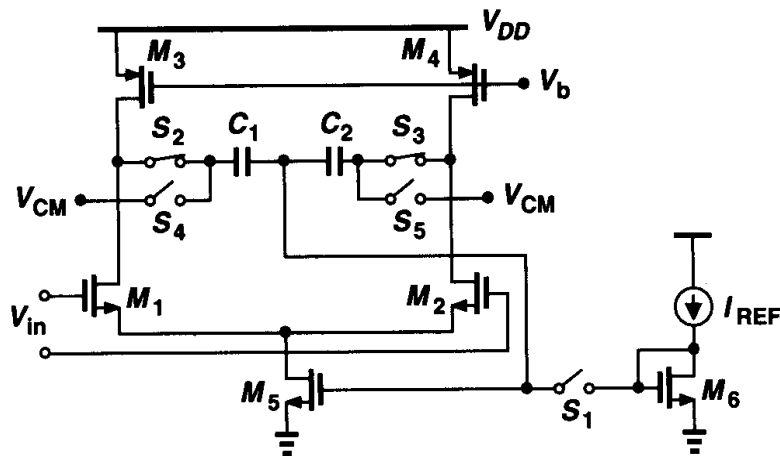 V_DD
M_3
M_4
V_b
S_2
C_1
C_2
S_3
V_CM
S_4
S_5
V_CM
M_1
M_2
V_in
I_REF
M_5
S_1
M_6